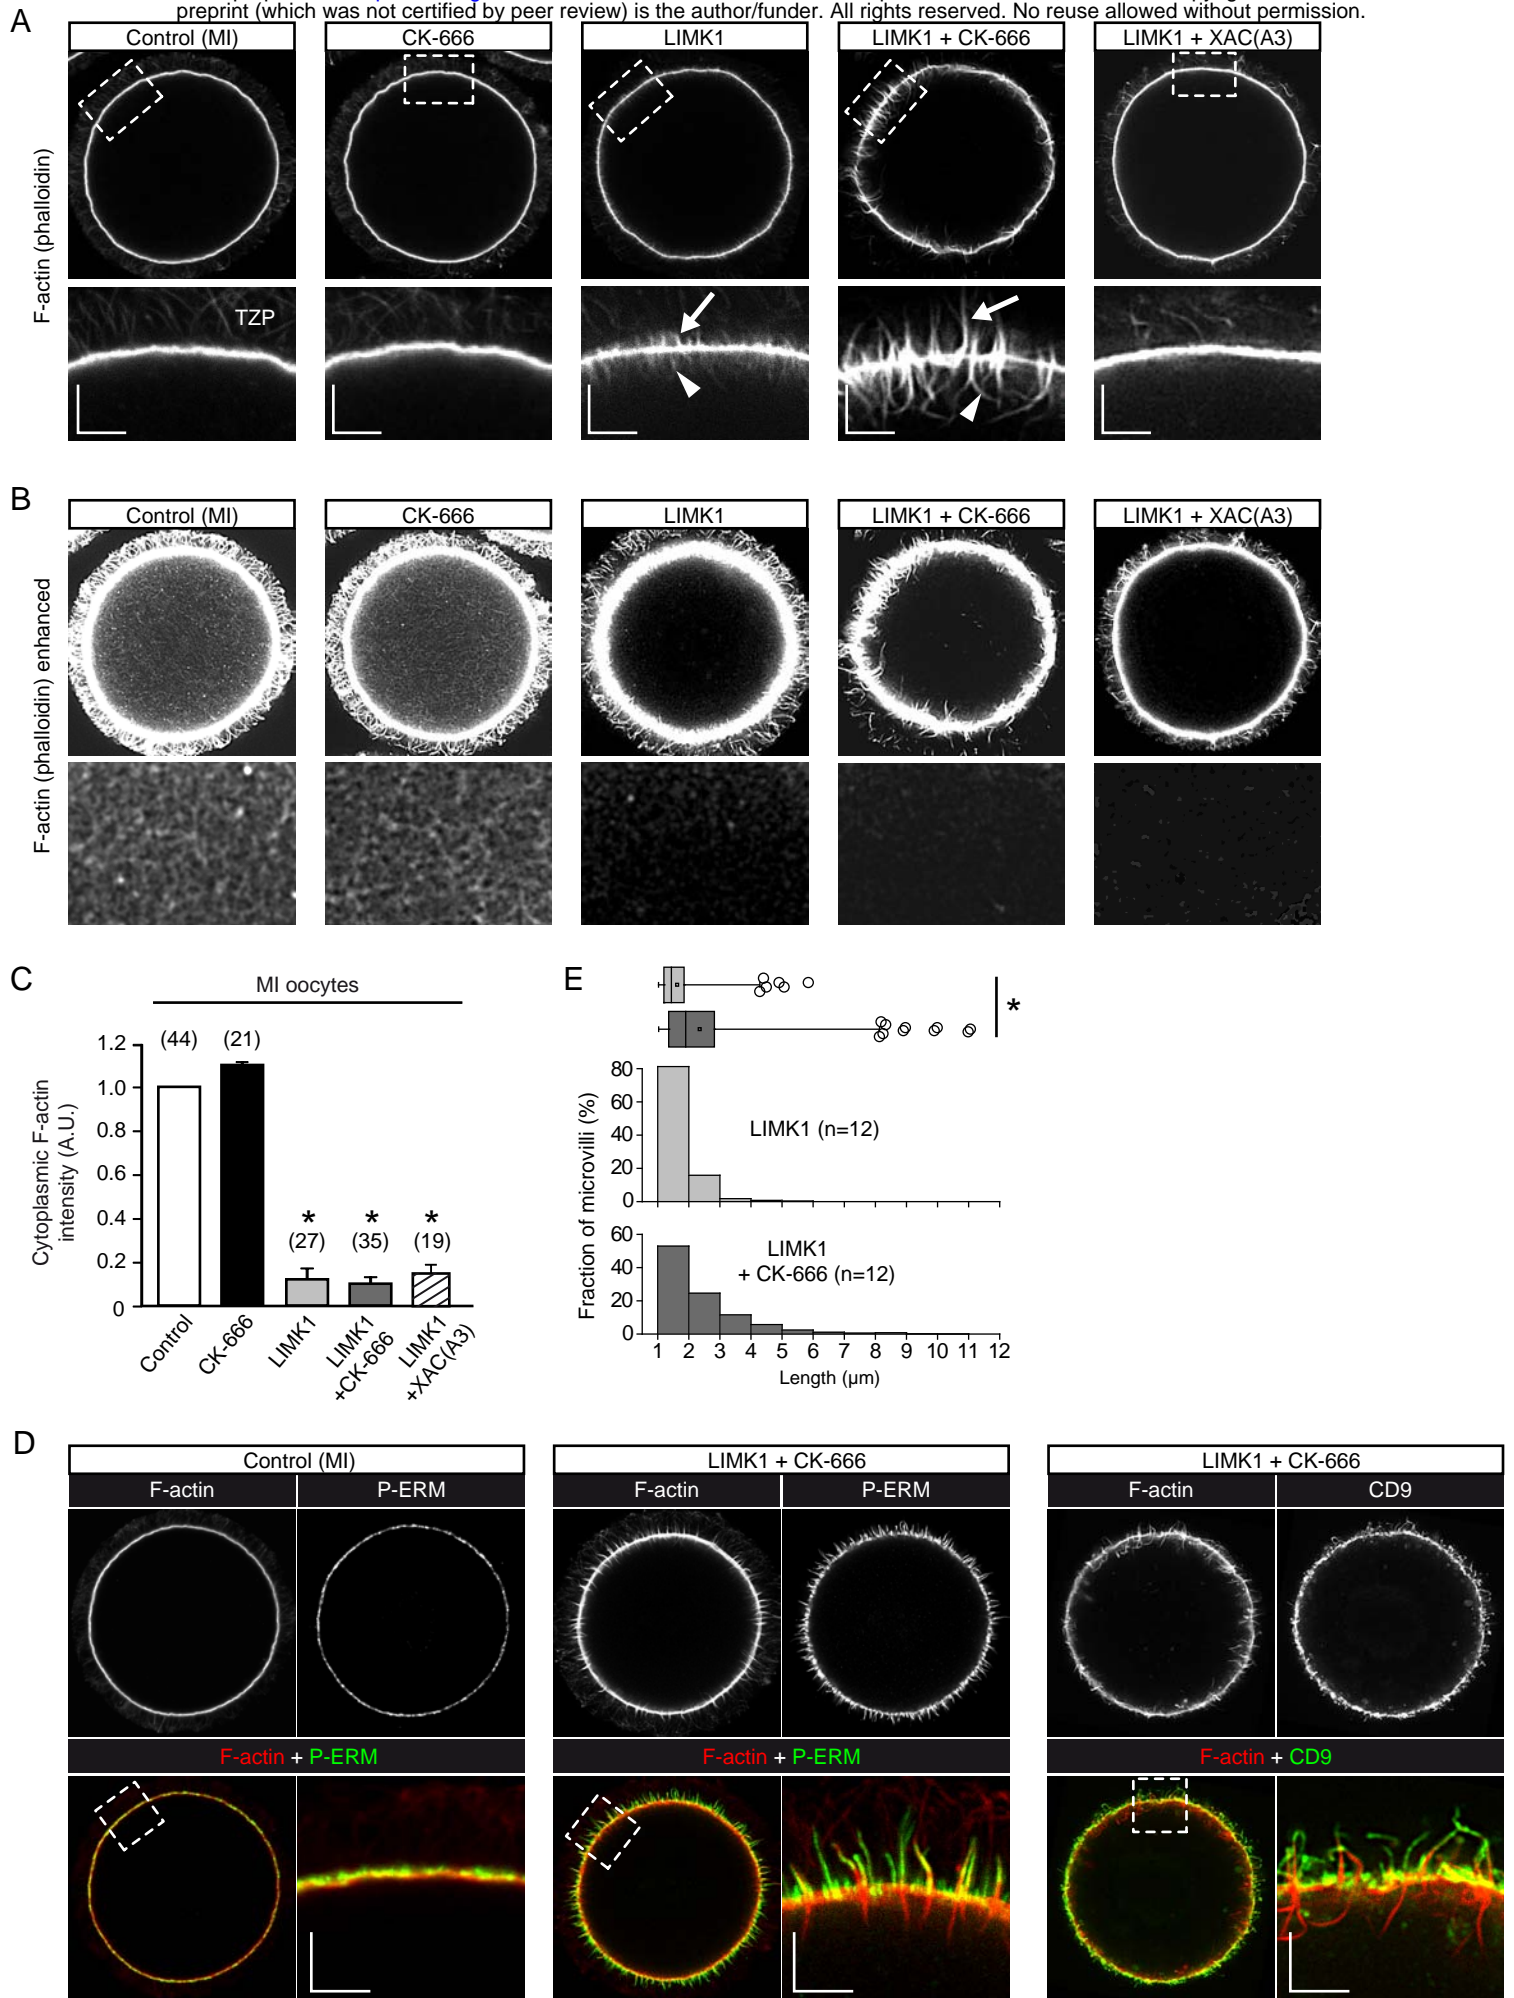 preprint (which was not certified by peer review) is the author/funder. All rights reserved. No reuse allowed without permission.
A
Control (MI)
CK-666
LIMK1
LIMK1 + CK-666
LIMK1 + XAC(A3)
F-actin (phalloidin)
TZP
B
Control (MI)
CK-666
LIMK1
LIMK1 + CK-666
LIMK1 + XAC(A3)
F-actin (phalloidin) enhanced
C
MI oocytes
Cytoplasmic F-actin
intensity (A.U.)
1.2
1.0
0.8
0.6
0.4
0.2
0
(44)
(21)
*
(27)
*
(35)
*
(19)
Control
CK-666
LIMK1
LIMK1
+CK-666
LIMK1
+XAC(A3)
E
*
Fraction of microvilli (%)
80
60
40
20
0
LIMK1 (n=12)
60
40
20
0
LIMK1
+ CK-666 (n=12)
1 2 3 4 5 6 7 8 9 10 11 12
Length (µm)
D
Control (MI)
F-actin
P-ERM
F-actin + P-ERM
LIMK1 + CK-666
F-actin
P-ERM
F-actin + P-ERM
LIMK1 + CK-666
F-actin
CD9
F-actin + CD9